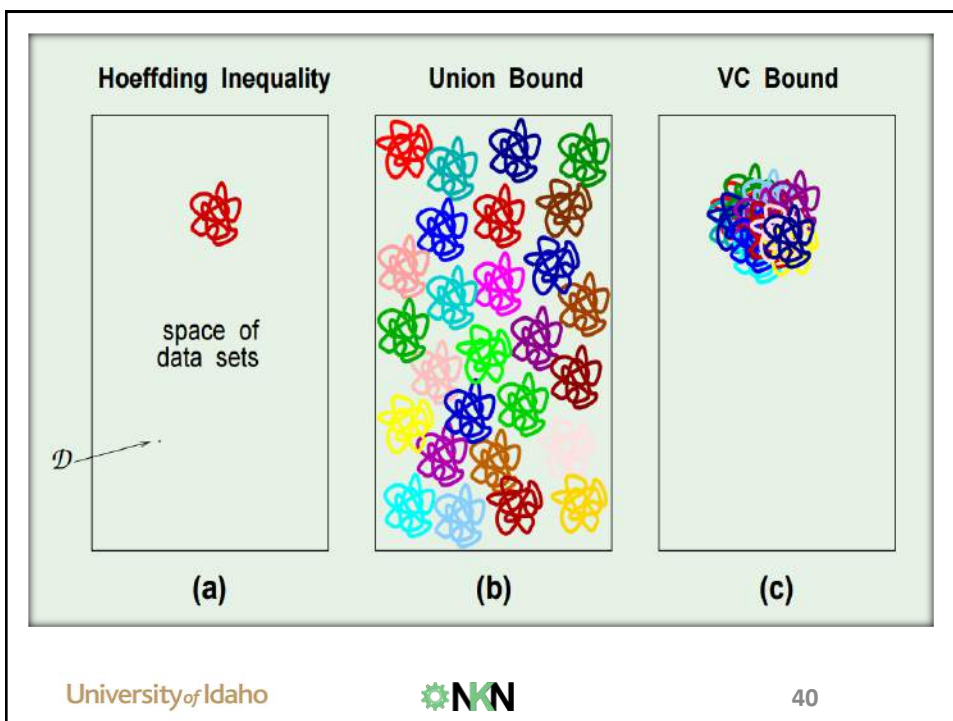 Hoeffding Inequality Union Bound VC Bound
space of
data sets
D
(a) (b) (c)
University of Idaho NKN 40